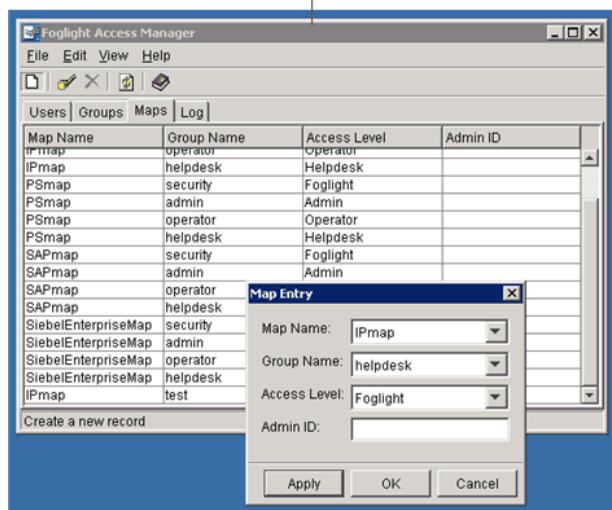 Foglight Access Manager
File Edit View Help
Users Groups Maps Log
Map Name Group Name Access Level Admin ID
IPmap operator Operator
IPmap helpdesk Helpdesk
PSmap security Foglight
PSmap admin Admin
PSmap operator Operator
PSmap helpdesk Helpdesk
SAPmap security Foglight
SAPmap admin Admin
SAPmap operator
SAPmap helpdesk
SiebelEnterpriseMap security
SiebelEnterpriseMap admin
SiebelEnterpriseMap operator
SiebelEnterpriseMap helpdesk
IPmap test
Create a new record
Map Entry
Map Name: IPmap
Group Name: helpdesk
Access Level: Foglight
Admin ID:
Apply OK Cancel